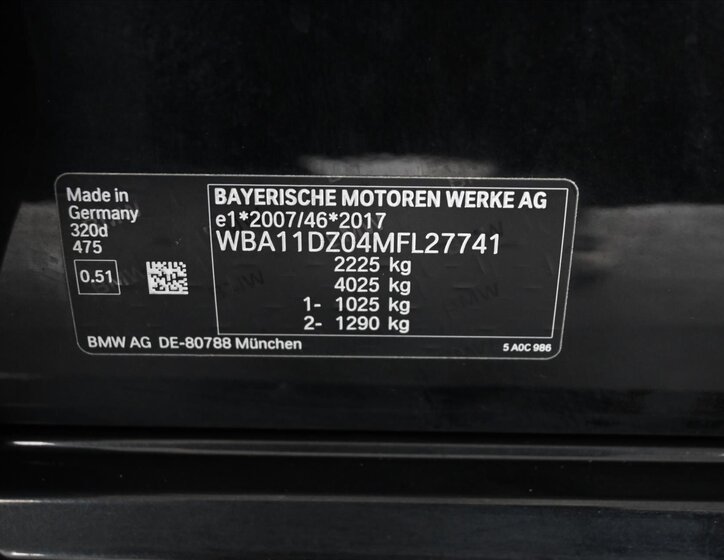 Made in
Germany
320d
475
0.51
BAYERISCHE MOTOREN WERKE AG
e1*2007/46*2017
WBA11DZ04MFL27741
2225 kg
4025 kg
1- 1025 kg
2- 1290 kg
BMW AG DE-80788 München
5 A0C 986